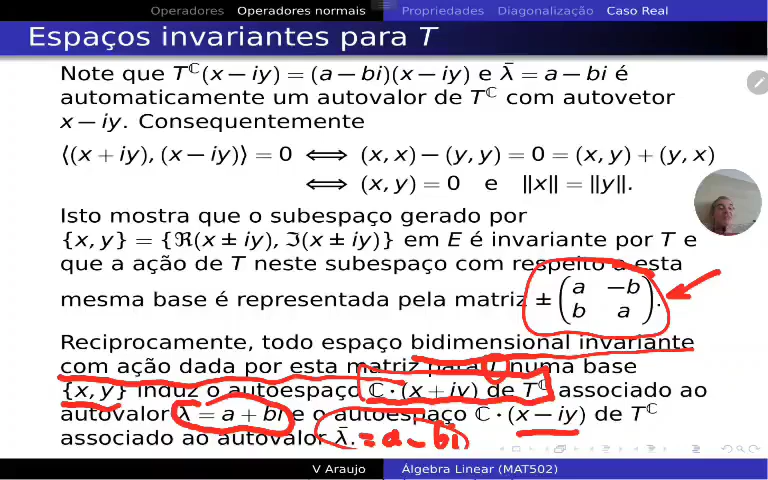 Operadores Operadores normais Propriedades Diagonalização Caso Real
Espaços invariantes para T
Note que T^ℂ(x − iy) = (a − bi)(x − iy) e λ̄ = a − bi é
automaticamente um autovalor de T^ℂ com autovetor
x − iy. Consequentemente
⟨(x + iy), (x − iy)⟩ = 0 ⟺ (x, x) − (y, y) = 0 = (x, y) + (y, x)
⟺ (x, y) = 0 e ‖x‖ = ‖y‖.
Isto mostra que o subespaço gerado por
{x, y} = {ℜ(x ± iy), ℑ(x ± iy)} em E é invariante por T e
que a ação de T neste subespaço com respeito a esta
mesma base é representada pela matriz ± (a −b
b a).
Reciprocamente, todo espaço bidimensional invariante
com ação dada por esta matriz para T numa base
{x, y} induz o autoespaço ℂ · (x + iy) de T^ℂ associado ao
autovalor λ = a + bi e o autoespaço ℂ · (x − iy) de T^ℂ
associado ao autovalor λ̄. = a − bi
V Araujo Álgebra Linear (MAT502)